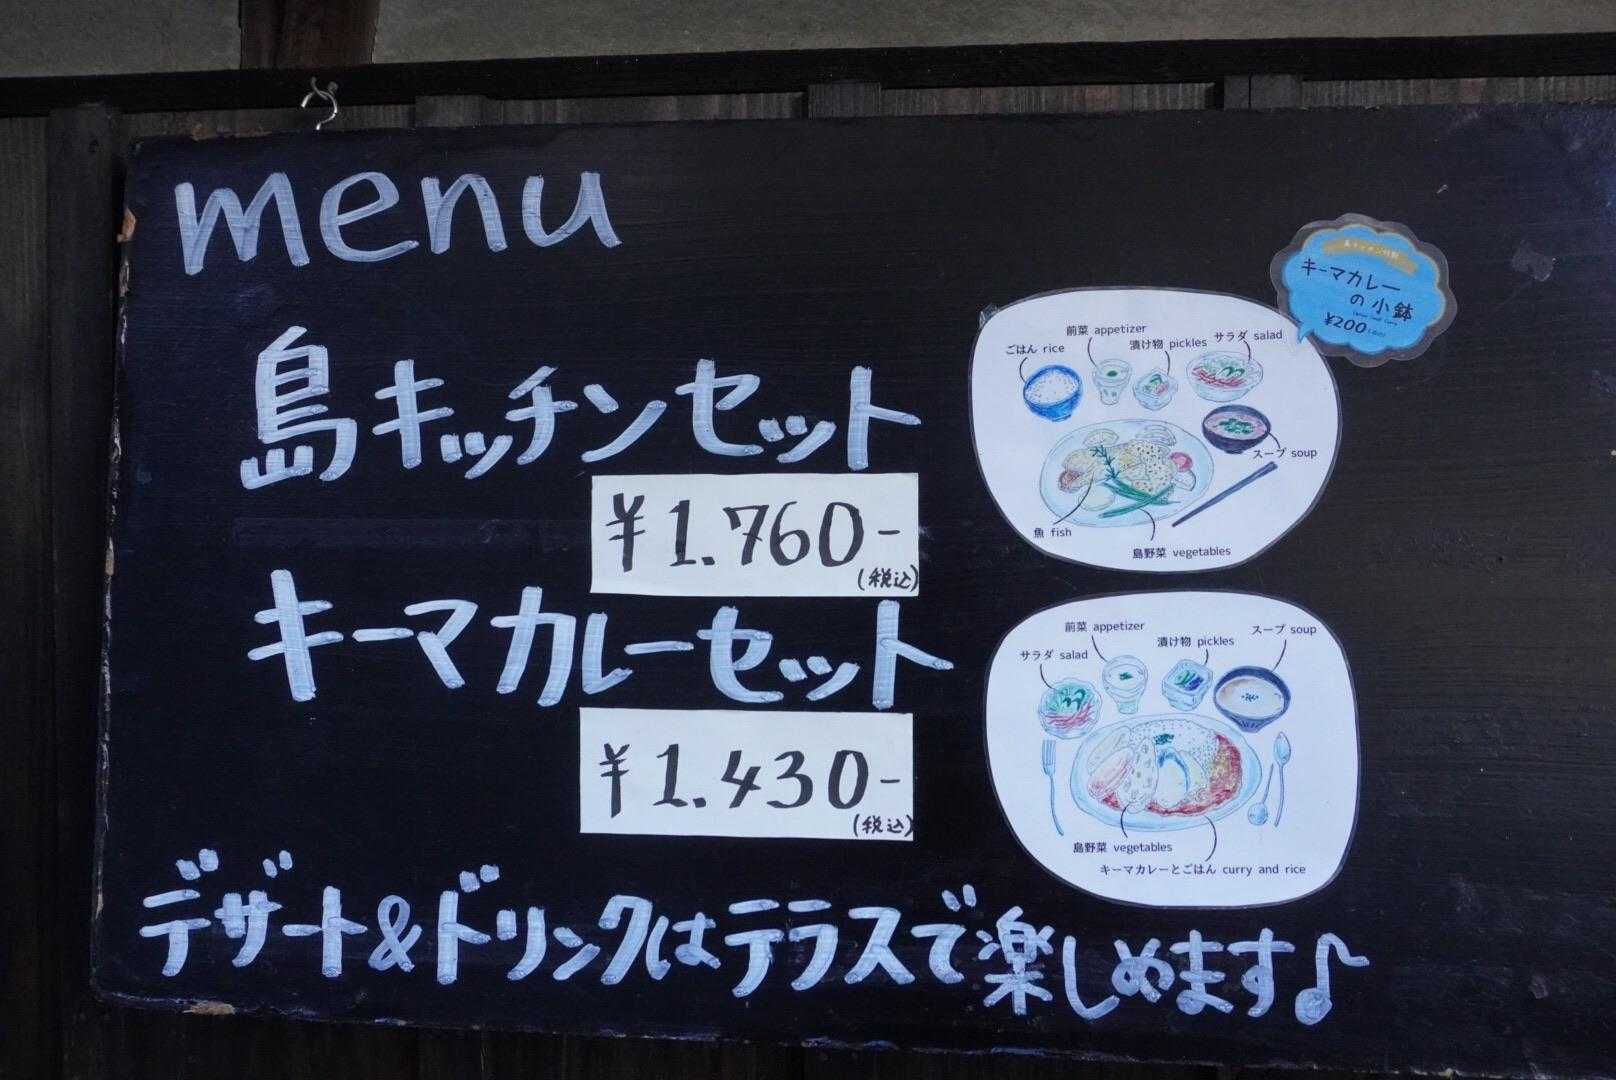 menu
島キッチンセット
¥1.760-
(税込)
キーマカレーセット
¥1.430-
(税込)
デザート&ドリンクはテラスで楽しめます♪
キーマカレー
の小鉢
¥200
前菜 appetizer
ごはん rice
漬け物 pickles
サラダ salad
スープ soup
魚 fish
島野菜 vegetables
前菜 appetizer
スープ soup
漬け物 pickles
サラダ salad
島野菜 vegetables
キーマカレーとごはん curry and rice